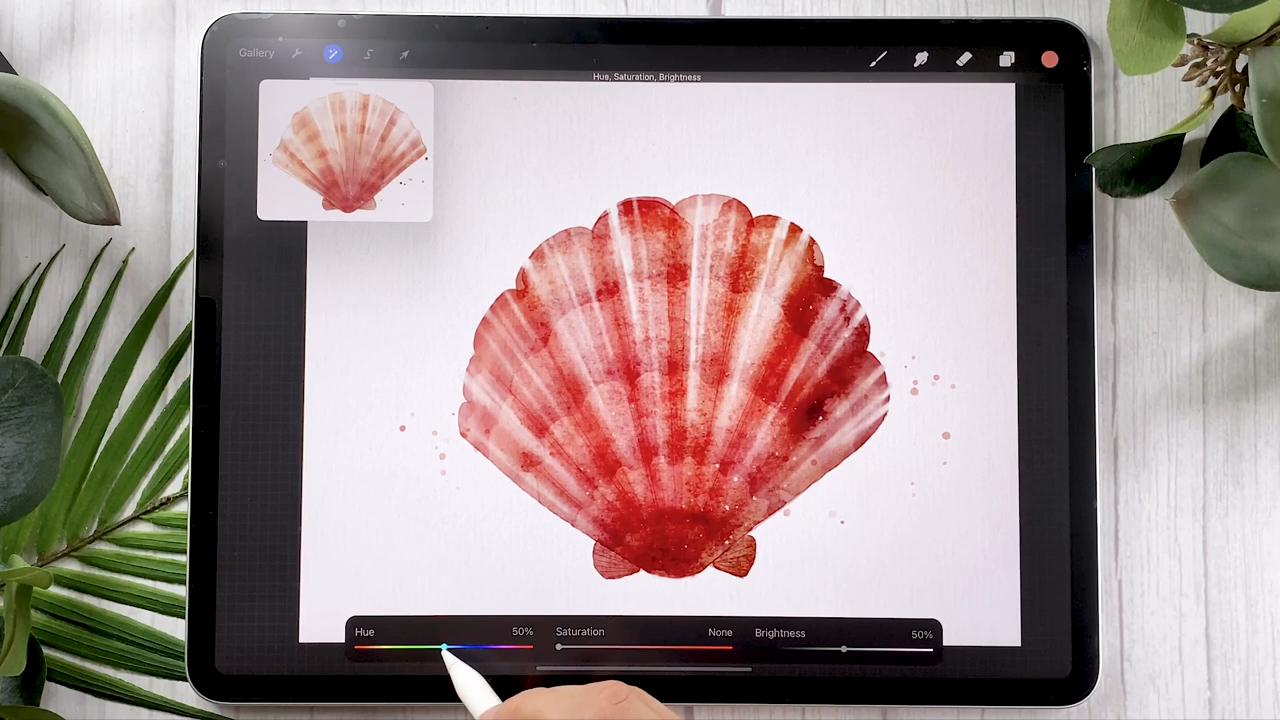 Gallery
Hue, Saturation, Brightness
Hue 50% Saturation None Brightness 50%